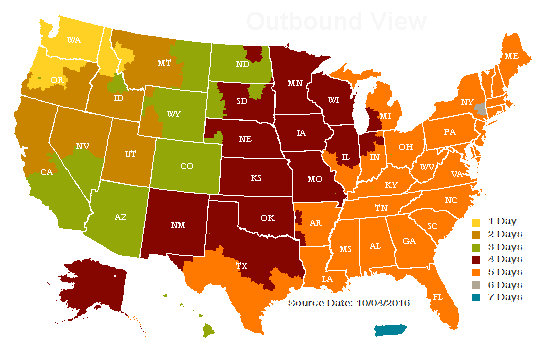 Outbound View
WA
ME
MT
ND
OR
MN
ID
SD
WI
NY
WY
MI
IA
PA
NE
NV
OH
IL
IN
UT
CO
WV
CA
KS
MO
VA
KY
NC
TN
AZ
NM
OK
AR
SC
MS
AL
GA
TX
LA
FL
1 Day
2 Days
3 Days
4 Days
5 Days
6 Days
7 Days
Source Date: 10/04/2016